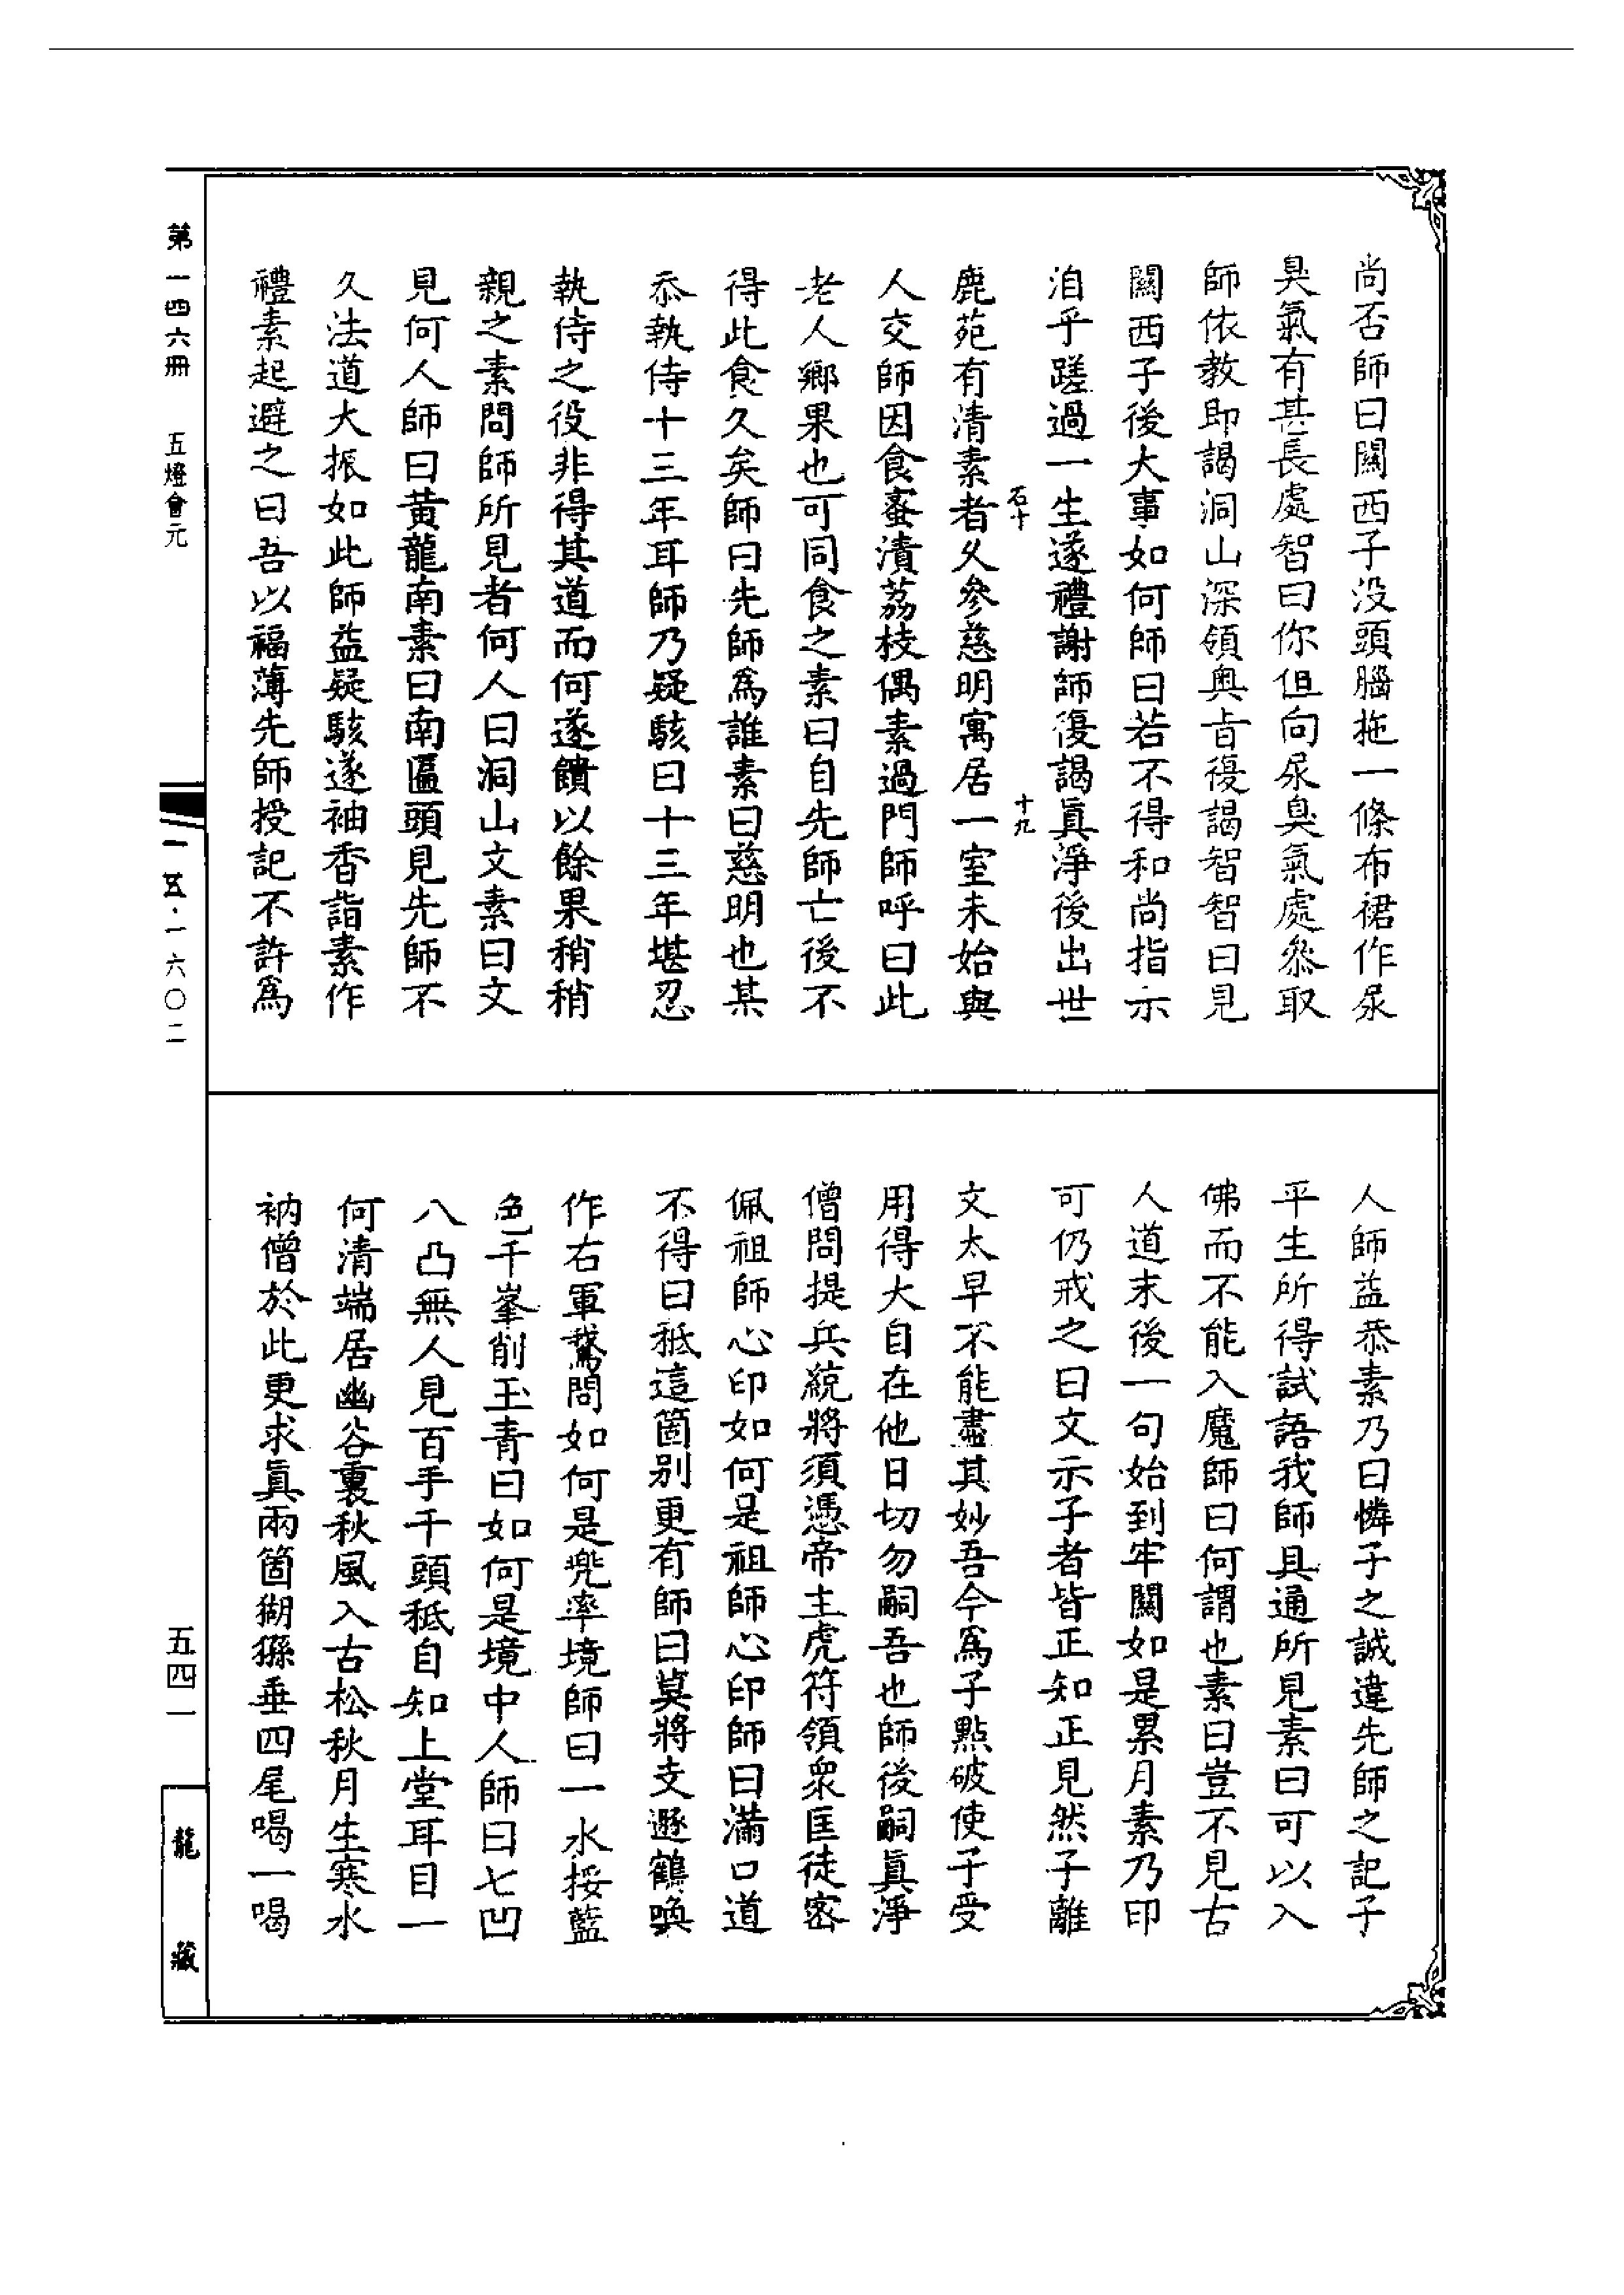 尚否師曰關西子没頭腦拖一條布裙作尿
臭氣有甚長處智曰你但向尿臭氣處叅取
師依教即謁洞山深領奥旨復謁智智曰見
關西子後大事如何師曰若不得和尚指示
洎乎蹉過一生遂禮謝師復謁眞淨後出世
石十
十九
鹿苑有清素者久參慈明寓居一室未始與
人交師因食蜜漬荔枝偶素過門師呼曰此
老人鄉果也可同食之素曰自先師亡後不
得此食久矣師曰先師爲誰素曰慈明也某
忝執侍十三年耳師乃疑駭曰十三年堪忍
執侍之役非得其道而何遂饋以餘果稍稍
親之素問師所見者何人曰洞山文素曰文
見何人師曰黄龍南素曰南匾頭見先師不
久法道大振如此師益疑駭遂袖香詣素作
禮素起避之曰吾以福薄先師授記不許爲
人師益恭素乃曰憐子之誠違先師之記子
平生所得試語我師具通所見素曰可以入
佛而不能入魔師曰何謂也素曰豈不見古
人道末後一句始到牢關如是累月素乃印
可仍戒之曰文示子者皆正知正見然子離
文太早不能盡其妙吾今爲子點破使子受
用得大自在他日切勿嗣吾也師後嗣眞淨
僧問提兵統將須憑帝主虎符領衆匡徒密
佩祖師心印如何是祖師心印師曰滿口道
不得曰秪這箇别更有師曰莫將支遯鶴喚
作右軍鵞問如何是兜率境師曰一水挼藍
色千峯削玉青曰如何是境中人師曰七凹
八凸無人見百手千頭秪自知上堂耳目一
何清端居幽谷裏秋風入古松秋月生寒水
衲僧於此更求眞兩箇猢猻垂四尾喝一喝
第一四六冊 五燈會元
一五·一六〇二
五四一
龍藏